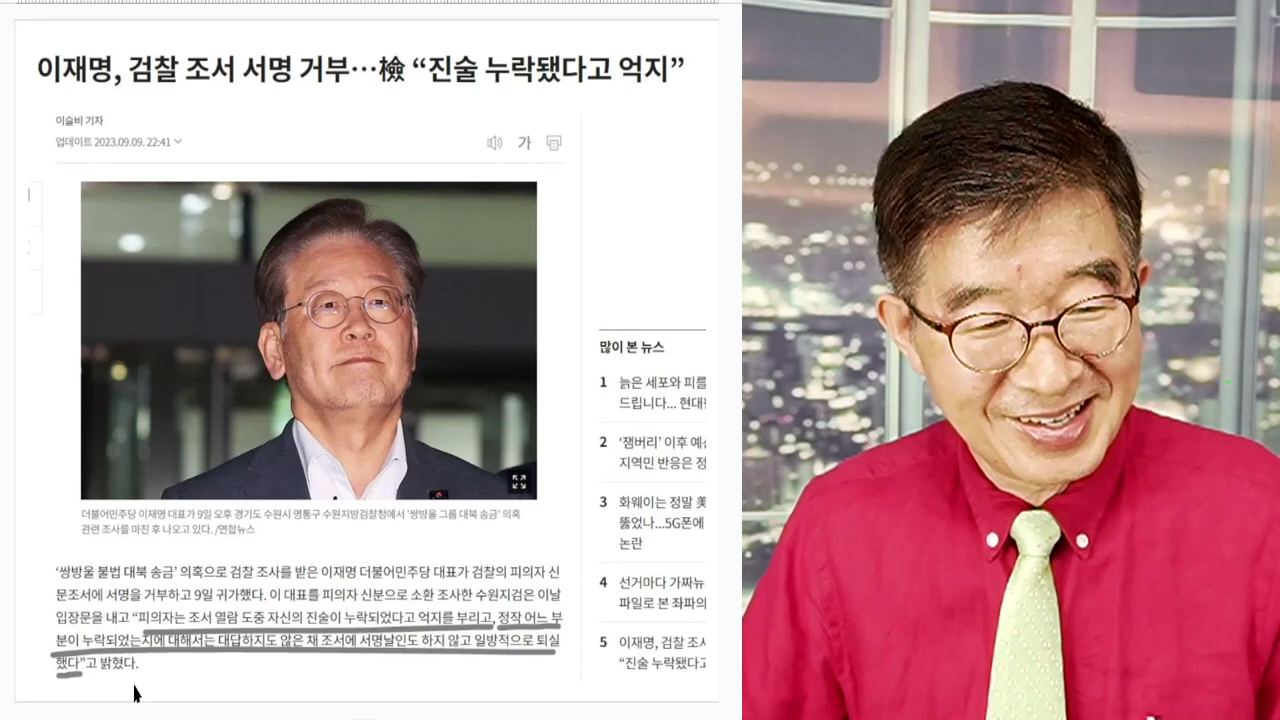 이재명, 검찰 조서 서명 거부…檢 “진술 누락됐다고 억지”
이슬비 기자
업데이트 2023.09.09. 22:41
가
더불어민주당 이재명 대표가 9일 오후 경기도 수원시 영통구 수원지방검찰청에서 '쌍방울 그룹 대북 송금' 의혹
관련 조사를 마친 후 나오고 있다. /연합뉴스
‘쌍방울 불법 대북 송금’ 의혹으로 검찰 조사를 받은 이재명 더불어민주당 대표가 검찰의 피의자 신
문조서에 서명을 거부하고 9일 귀가했다. 이 대표를 피의자 신분으로 소환 조사한 수원지검은 이날
입장문을 내고 “피의자는 조서 열람 도중 자신의 진술이 누락되었다고 억지를 부리고, 정작 어느 부
분이 누락되었는지에 대해서는 대답하지도 않은 채 조서에 서명날인도 하지 않고 일방적으로 퇴실
했다”고 밝혔다.
많이 본 뉴스
1 늙은 세포와 피를
드립니다... 현대
2 ‘잼버리’ 이후 예
지역민 반응은 정
3 화웨이는 정말 美
뚫었나...5G폰에
논란
4 선거마다 가짜뉴
파일로 본 좌파의
5 이재명, 검찰 조
“진술 누락됐다